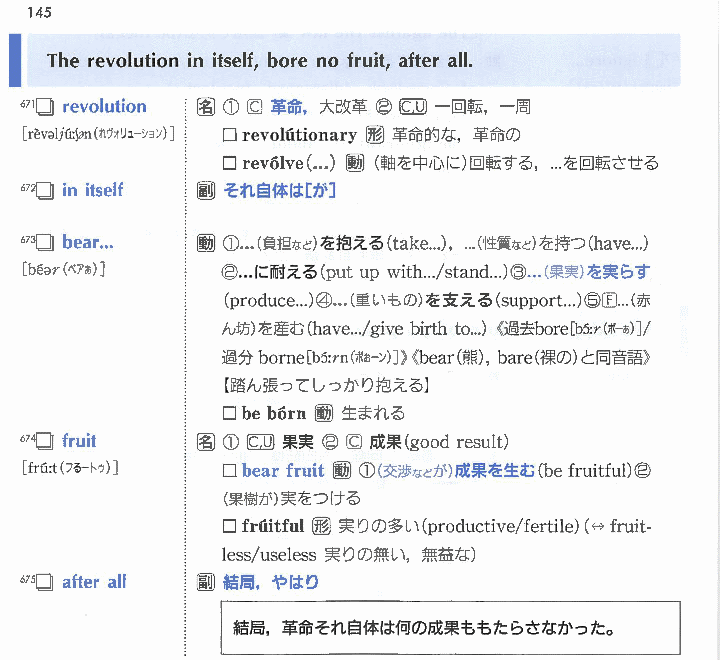 145
The revolution in itself, bore no fruit, after all.
671 □ revolution 名 ① C 革命，大改革 ② C,U 一回転，一周
[rèvəljúːʃən(れヴォリューション)] □ revolútionary 形 革命的な，革命の
□ revólve(...) 動 (軸を中心に)回転する，...を回転させる
672 □ in itself 副 それ自体は[が]
673 □ bear... 動 ①...(負担など)を抱える(take...)，...(性質など)を持つ(have...)
[béər(ベアぁ)] ②...に耐える(put up with.../stand...)③...(果実)を実らす
(produce...)④...(重いもの)を支える(support...)⑤F...(赤
ん坊)を産む(have.../give birth to...)《過去bore[bɔ́ːr(ボーぁ)]/
過分 borne[bɔ́ːrn(ボぁーン)]》《bear(熊)，bare(裸の)と同音語》
【踏ん張ってしっかり抱える】
□ be bórn 動 生まれる
674 □ fruit 名 ① C,U 果実 ② C 成果(good result)
[frúːt(フるートゥ)] □ bear fruit 動 ①(交渉などが)成果を生む(be fruitful)②
(果樹が)実をつける
□ frúitful 形 実りの多い(productive/fertile)(⇔ fruit-
less/useless 実りの無い，無益な)
675 □ after all 副 結局，やはり
結局，革命それ自体は何の成果ももたらさなかった。